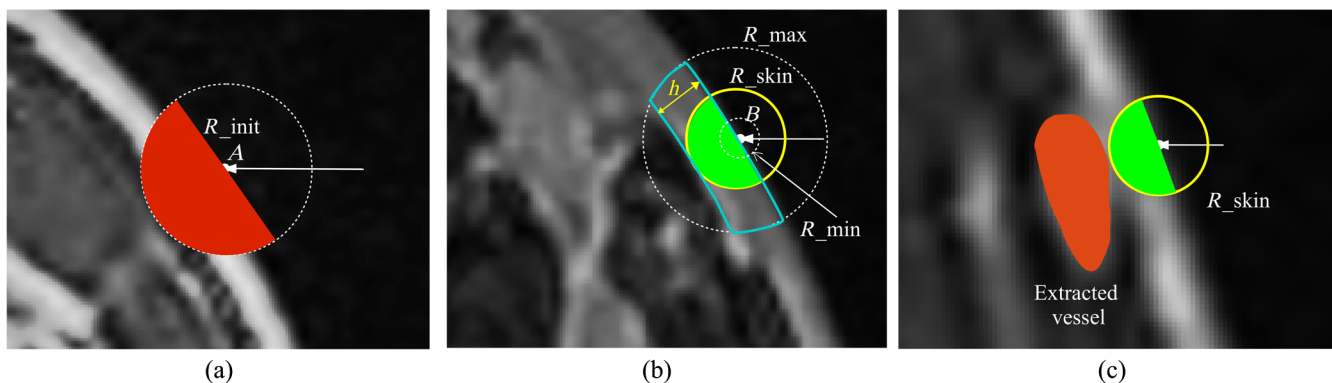 R_init
A
(a)
R_max
R_skin
h
B
R_min
(b)
R_skin
Extracted
vessel
(c)